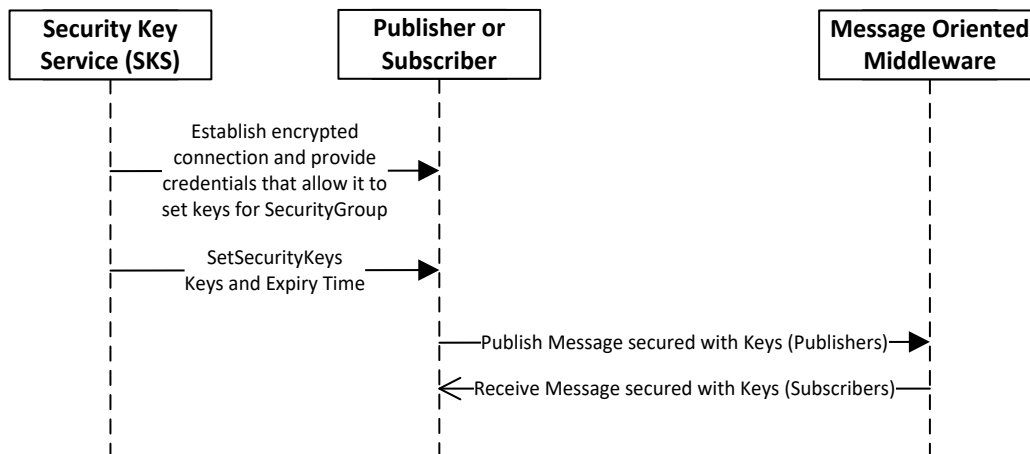 Security Key
Service (SKS)
Publisher or
Subscriber
Message Oriented
Middleware
Establish encrypted
connection and provide
credentials that allow it to
set keys for SecurityGroup
SetSecurityKeys
Keys and Expiry Time
Publish Message secured with Keys (Publishers)
Receive Message secured with Keys (Subscribers)